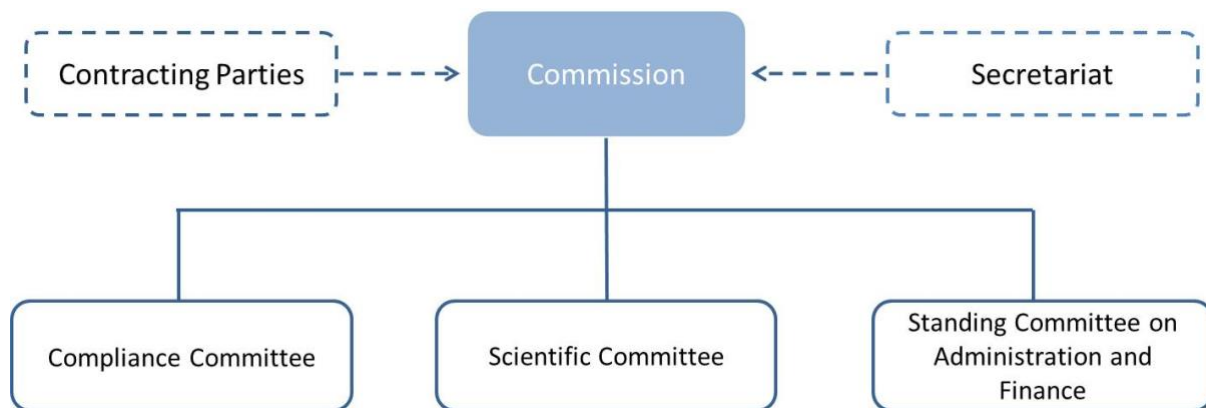 Contracting Parties
Commission
Secretariat
Compliance Committee
Scientific Committee
Standing Committee on
Administration and
Finance